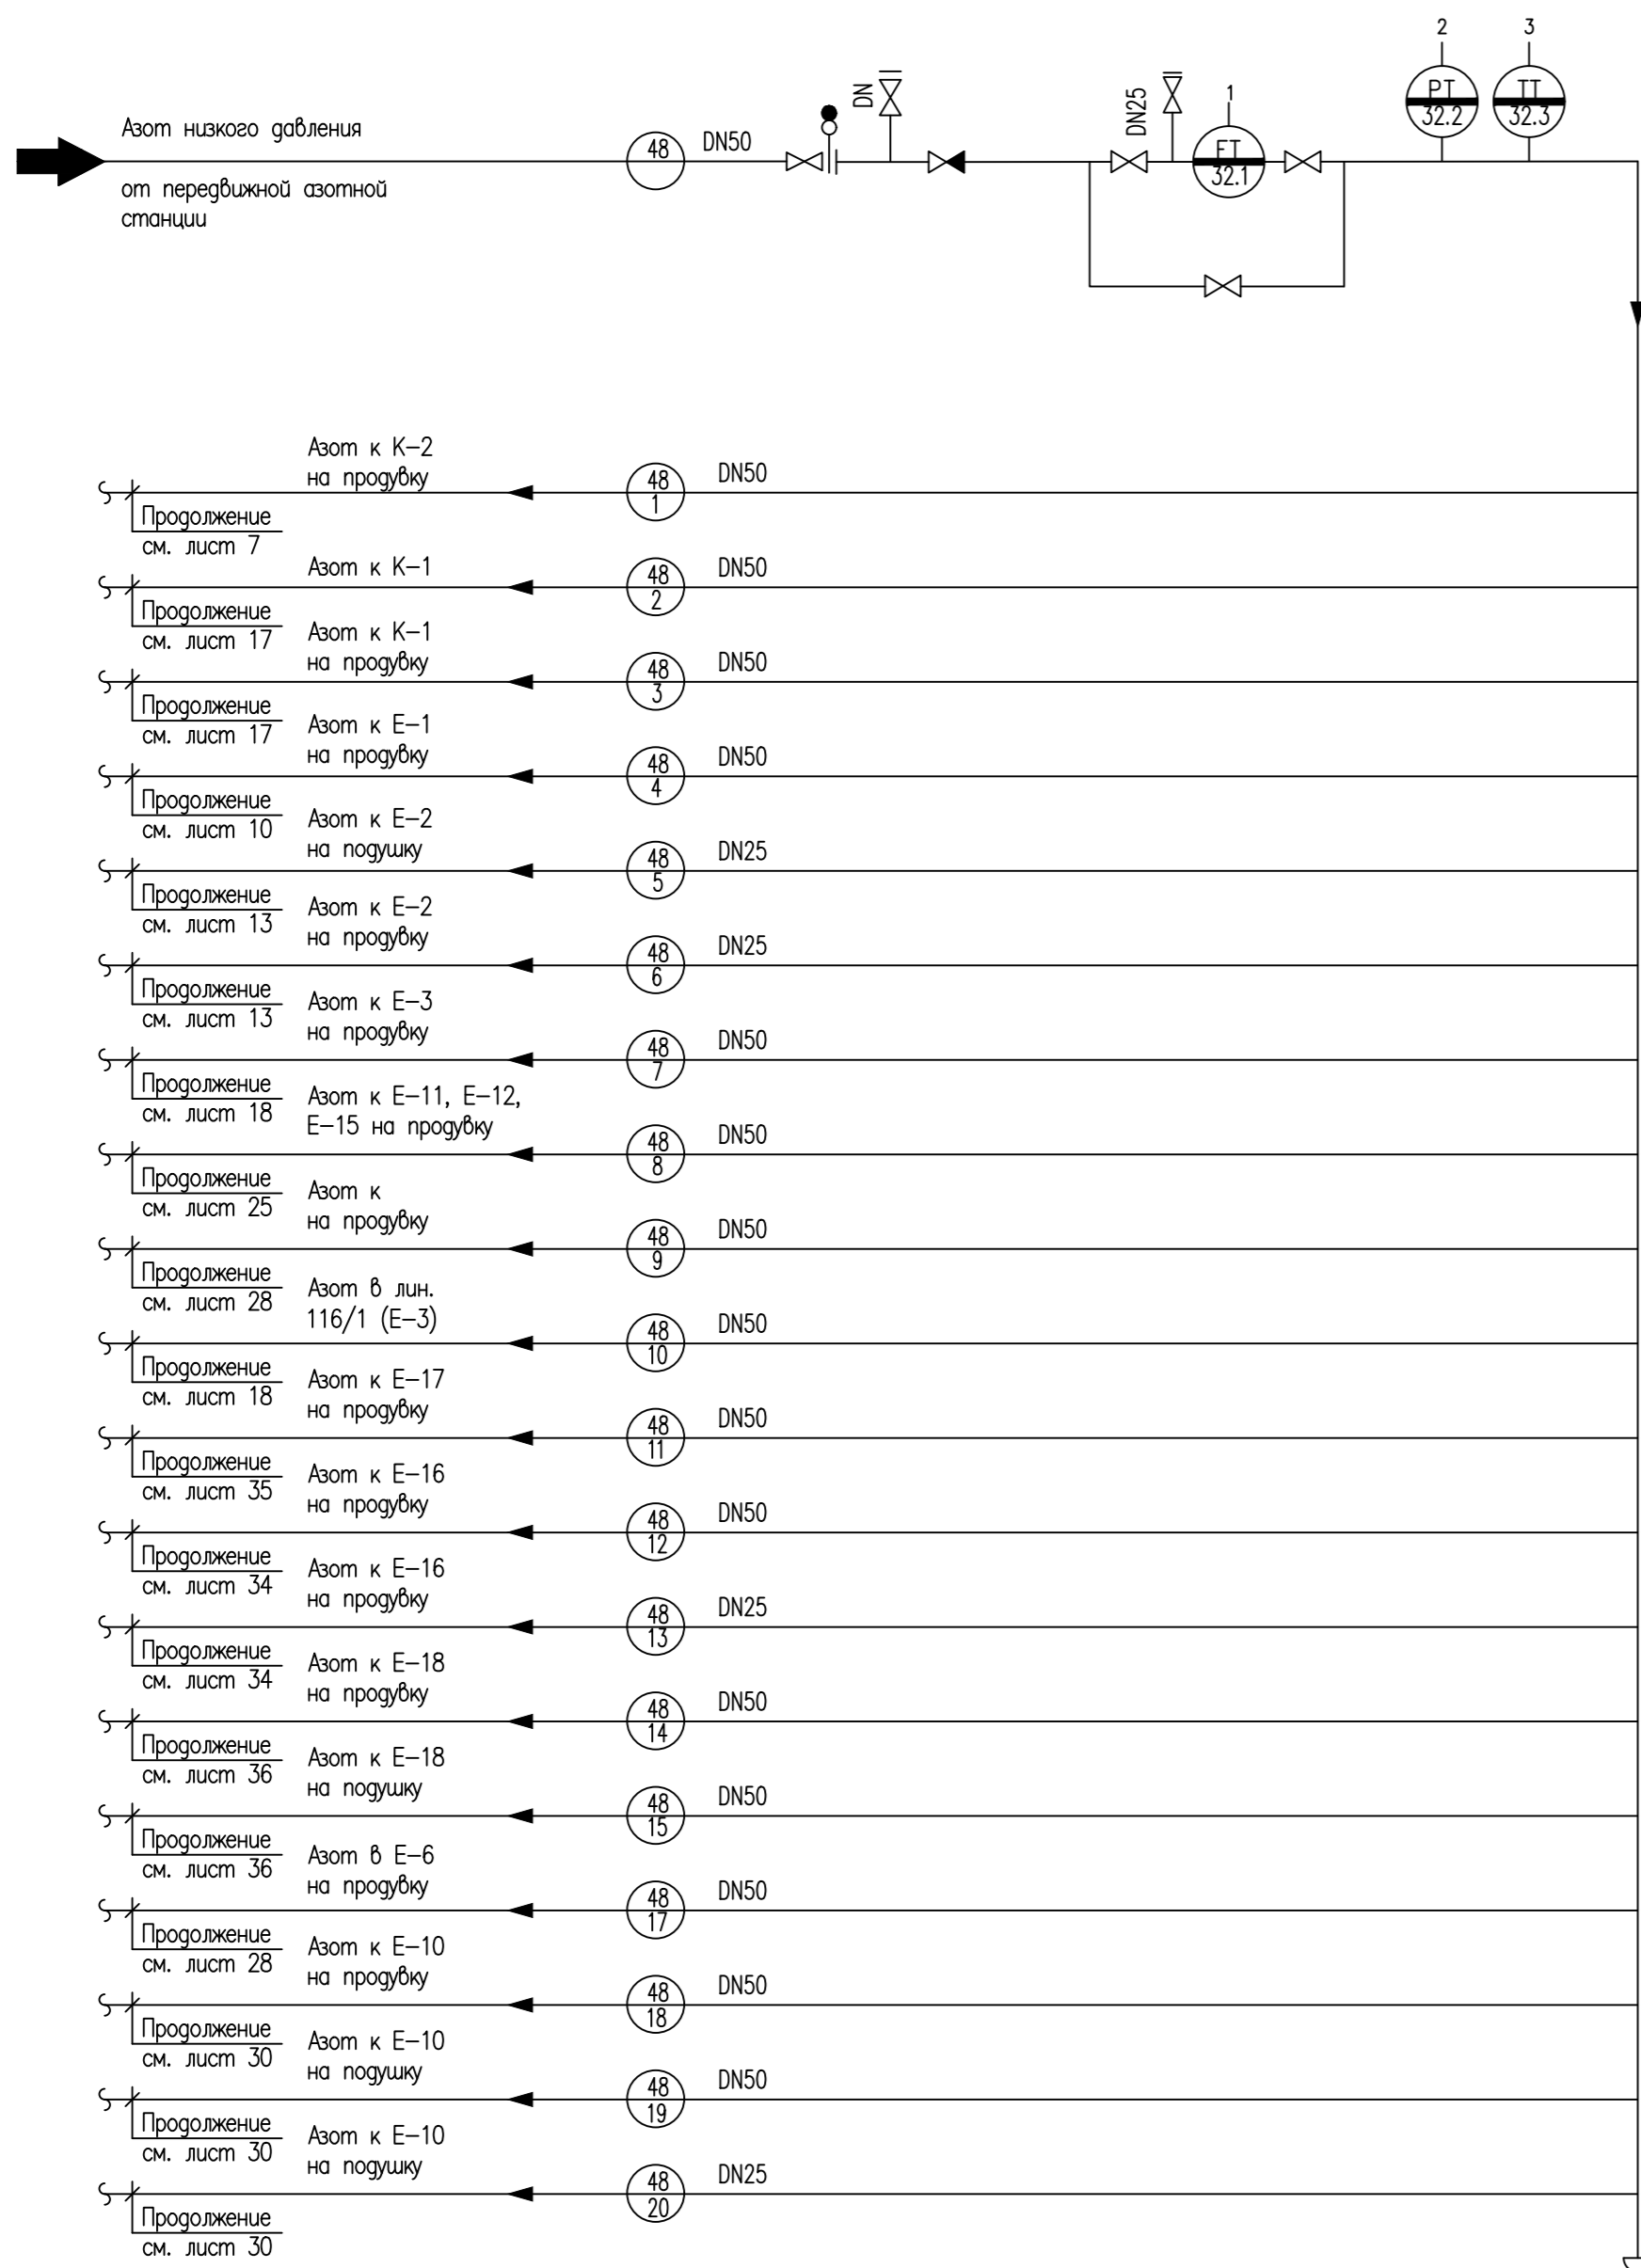 2
3
PT
32.2
TT
32.3
1
FT
32.1
DN
DN25
Азот низкого давления
от передвижной азотной
станции
48
DN50
Азот к К-2
на продувку
48
1
DN50
Продолжение
см. лист 7
Азот к К-1
48
2
DN50
Продолжение
см. лист 17
Азот к К-1
на продувку
48
3
DN50
Продолжение
см. лист 17
Азот к Е-1
на продувку
48
4
DN50
Продолжение
см. лист 10
Азот к Е-2
на подушку
48
5
DN25
Продолжение
см. лист 13
Азот к Е-2
на продувку
48
6
DN25
Продолжение
см. лист 13
Азот к Е-3
на продувку
48
7
DN50
Продолжение
см. лист 18
Азот к Е-11, Е-12,
Е-15 на продувку
48
8
DN50
Продолжение
см. лист 25
Азот к
на продувку
48
9
DN50
Продолжение
см. лист 28
Азот в лин.
116/1 (Е-3)
48
10
DN50
Продолжение
см. лист 18
Азот к Е-17
на продувку
48
11
DN50
Продолжение
см. лист 35
Азот к Е-16
на продувку
48
12
DN50
Продолжение
см. лист 34
Азот к Е-16
на продувку
48
13
DN25
Продолжение
см. лист 34
Азот к Е-18
на продувку
48
14
DN50
Продолжение
см. лист 36
Азот к Е-18
на подушку
48
15
DN50
Продолжение
см. лист 36
Азот в Е-6
на продувку
48
17
DN50
Продолжение
см. лист 28
Азот к Е-10
на продувку
48
18
DN50
Продолжение
см. лист 30
Азот к Е-10
на подушку
48
19
DN50
Продолжение
см. лист 30
Азот к Е-10
на подушку
48
20
DN25
Продолжение
см. лист 30